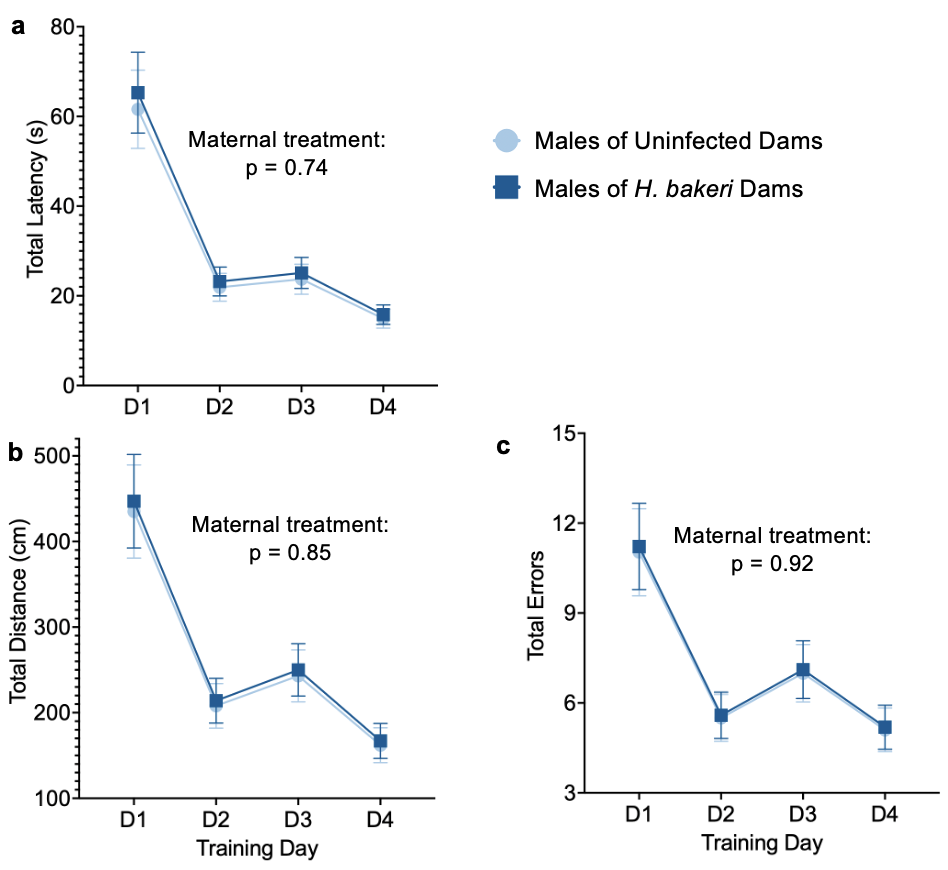 a
Total Latency (s)
80
60
40
20
0
Maternal treatment:
p = 0.74
D1 D2 D3 D4
Males of Uninfected Dams
Males of H. bakeri Dams
b
Total Distance (cm)
500
400
300
200
100
Maternal treatment:
p = 0.85
D1 D2 D3 D4
Training Day
c
Total Errors
15
12
9
6
3
Maternal treatment:
p = 0.92
D1 D2 D3 D4
Training Day